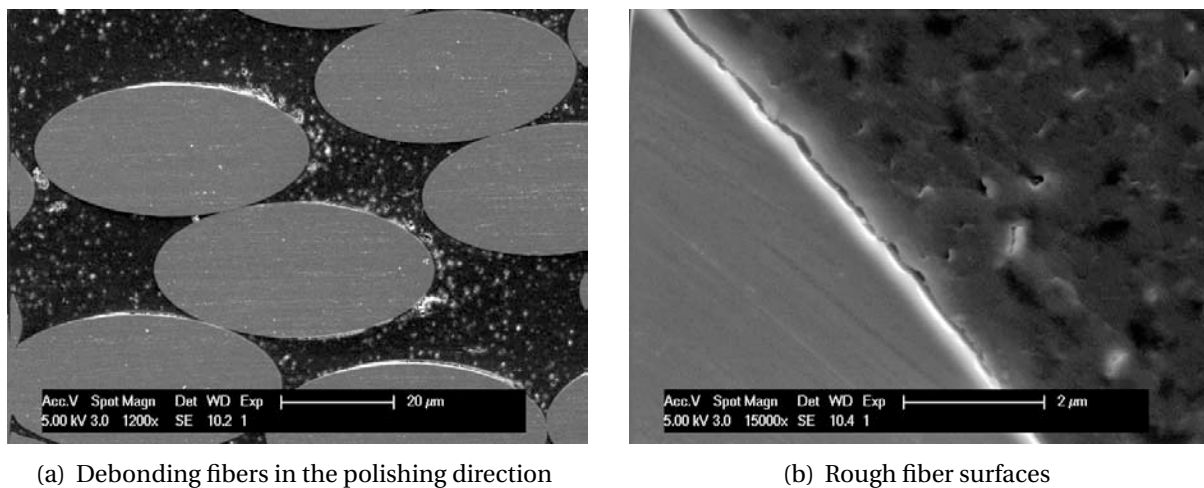 Acc.V Spot Magn Det WD Exp 20 µm
5.00 kV 3.0 1200x SE 10.2 1
Acc.V Spot Magn Det WD Exp 2 µm
5.00 kV 3.0 15000x SE 10.4 1
(a) Debonding fibers in the polishing direction
(b) Rough fiber surfaces